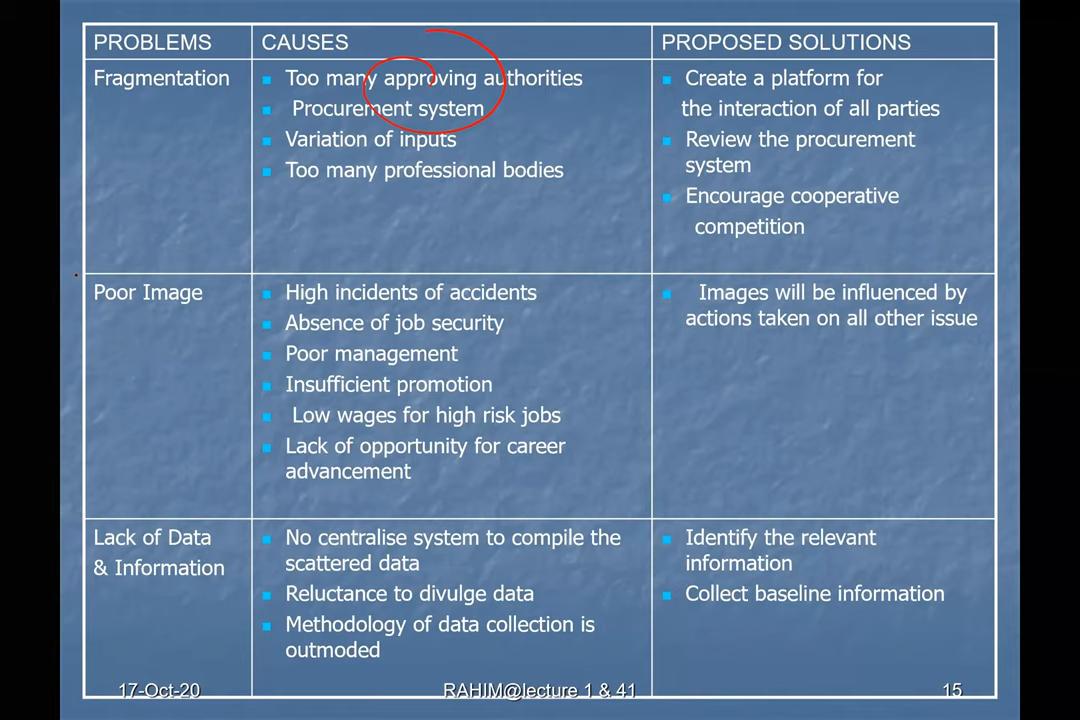 PROBLEMS
CAUSES
PROPOSED SOLUTIONS
Fragmentation
Too many approving authorities
Procurement system
Variation of inputs
Too many professional bodies
Create a platform for
the interaction of all parties
Review the procurement
system
Encourage cooperative
competition
Poor Image
High incidents of accidents
Absence of job security
Poor management
Insufficient promotion
Low wages for high risk jobs
Lack of opportunity for career
advancement
Images will be influenced by
actions taken on all other issue
Lack of Data
& Information
No centralise system to compile the
scattered data
Reluctance to divulge data
Methodology of data collection is
outmoded
Identify the relevant
information
Collect baseline information
17-Oct-20
RAHIM@lecture 1 & 41
15